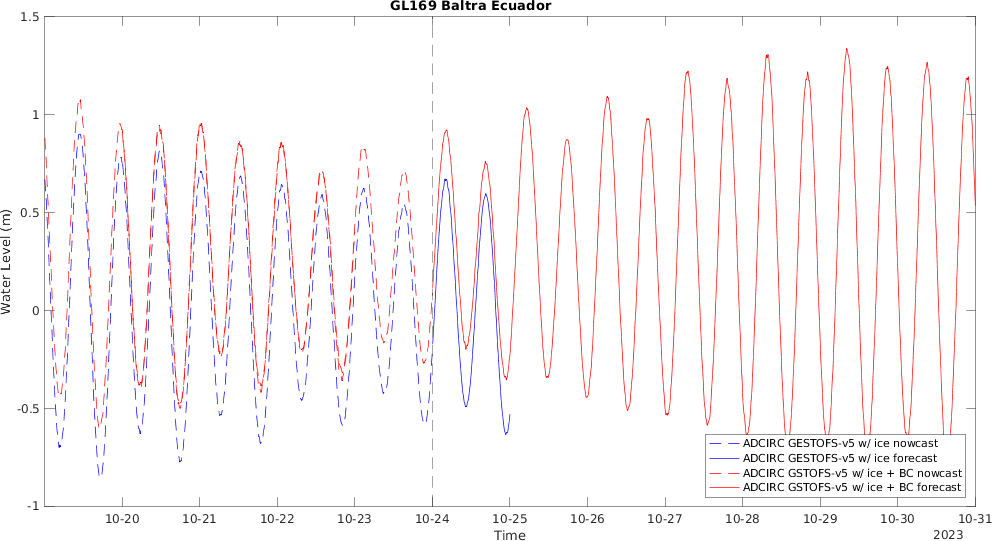 GL169 Baltra Ecuador
1.5
1
0.5
0
-0.5
-1
Water Level (m)
10-20 10-21 10-22 10-23 10-24 10-25 10-26 10-27 10-28 10-29 10-30 10-31
Time
2023
ADCIRC GESTOFS-v5 w/ ice nowcast
ADCIRC GESTOFS-v5 w/ ice forecast
ADCIRC GSTOFS-v5 w/ ice + BC nowcast
ADCIRC GSTOFS-v5 w/ ice + BC forecast